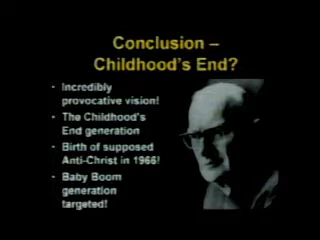 Conclusion –
Childhood's End?
• Incredibly
provocative vision!
• The Childhood's
End generation
• Birth of supposed
Anti-Christ in 1966!
• Baby Boom
generation
targeted!